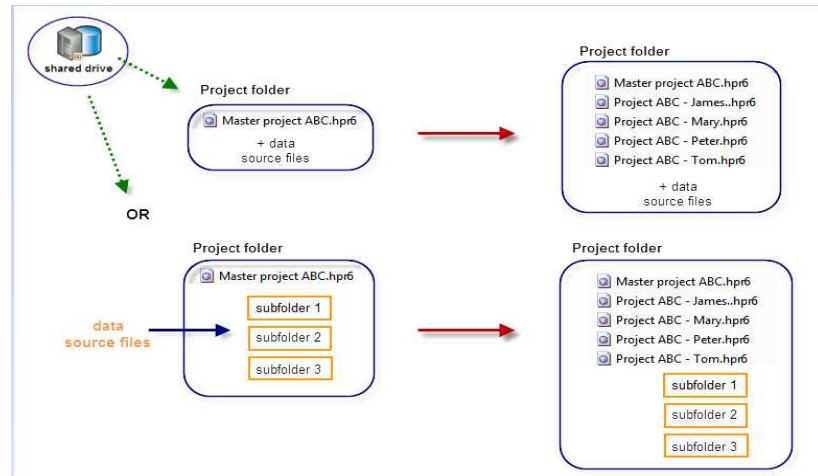 shared drive
Project folder
Master project ABC.hpr6
+ data
source files
Project folder
Master project ABC.hpr6
Project ABC - James..hpr6
Project ABC - Mary.hpr6
Project ABC - Peter.hpr6
Project ABC - Tom.hpr6
+ data
source files
OR
Project folder
Master project ABC.hpr6
subfolder 1
subfolder 2
subfolder 3
data
source files
Project folder
Master project ABC.hpr6
Project ABC - James..hpr6
Project ABC - Mary.hpr6
Project ABC - Peter.hpr6
Project ABC - Tom.hpr6
subfolder 1
subfolder 2
subfolder 3